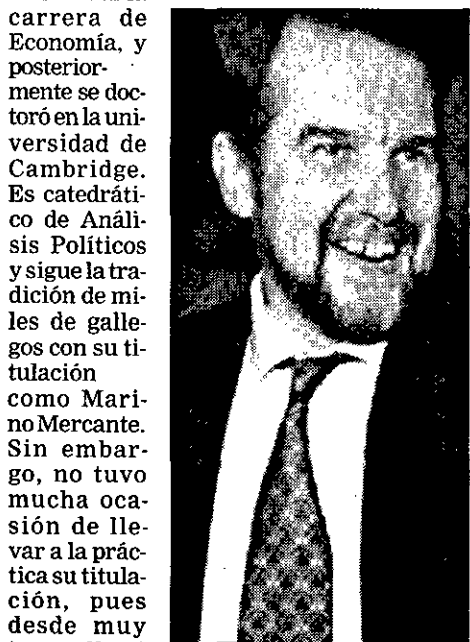 carrera de
Economía, y
posterior-
mente se doc-
toró en la uni-
versidad de
Cambridge.
Es catedráti-
co de Análi-
sis Políticos
y sigue la tra-
dición de mi-
les de galle-
gos con su ti-
tulación
como Mari-
no Mercante.
Sin embar-
go, no tuvo
mucha oca-
sión de lle-
var a la prác-
tica su titula-
ción, pues
desde muy